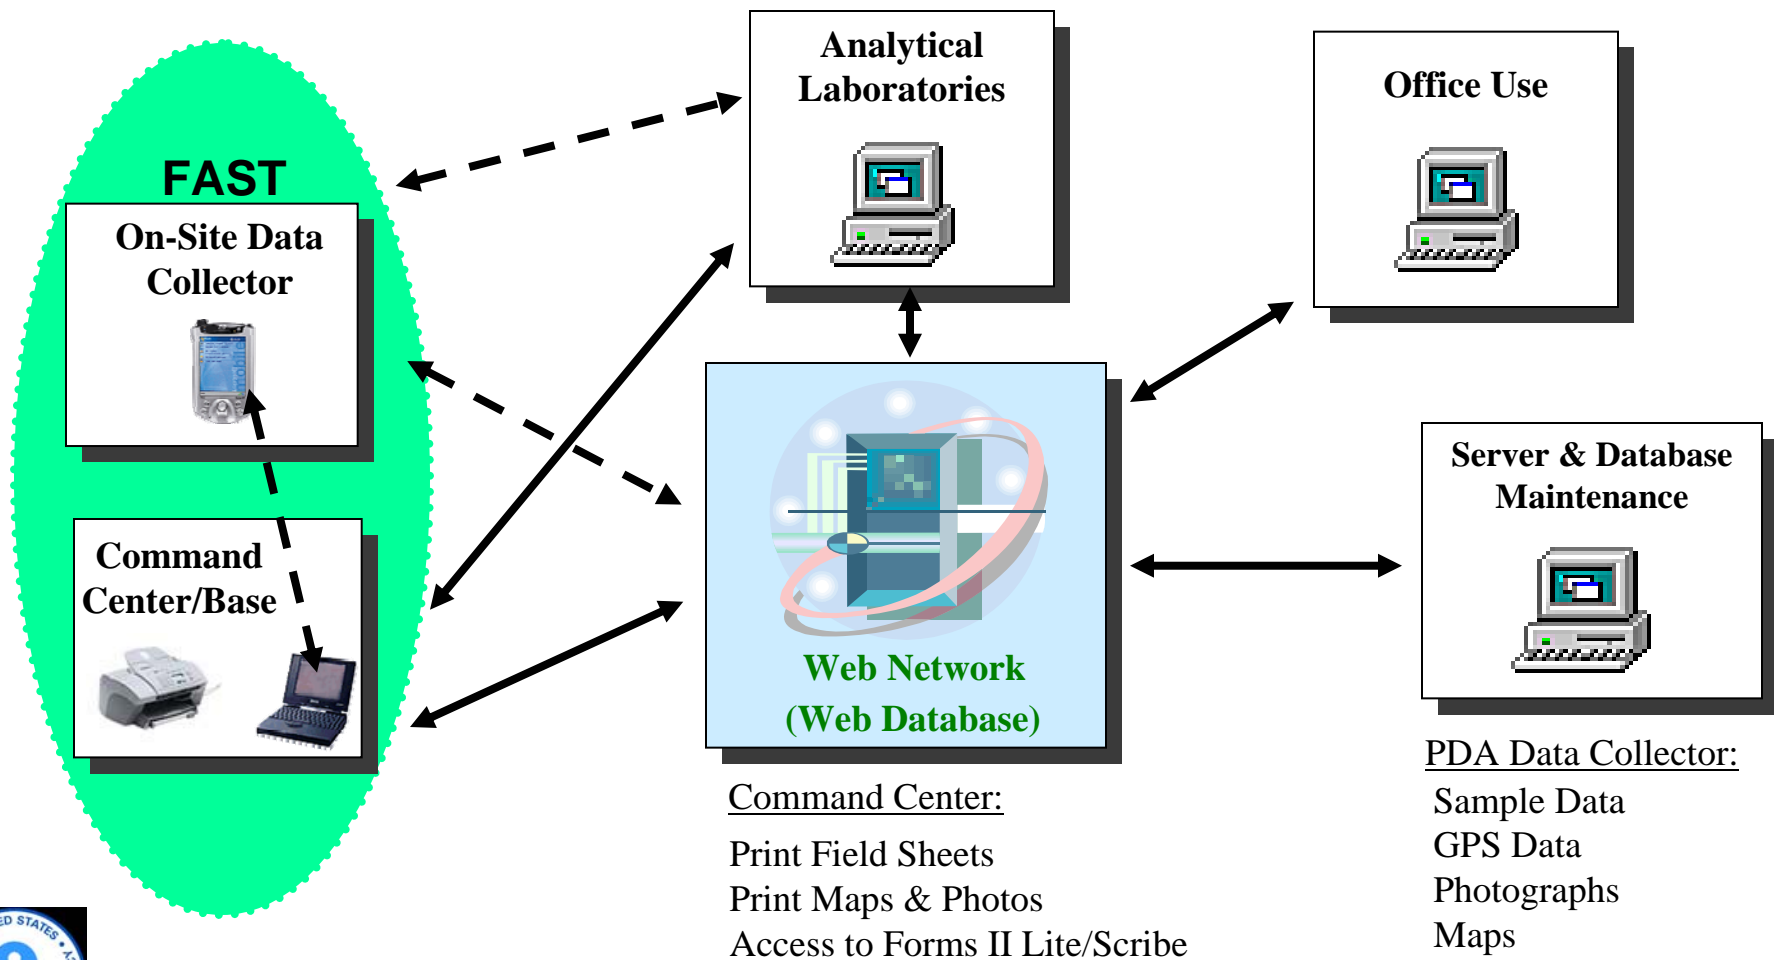 FAST
On-Site Data
Collector
Command
Center/Base
Analytical
Laboratories
Office Use
Web Network
(Web Database)
Server & Database
Maintenance
Command Center:
Print Field Sheets
Print Maps & Photos
Access to Forms II Lite/Scribe
PDA Data Collector:
Sample Data
GPS Data
Photographs
Maps
STATES